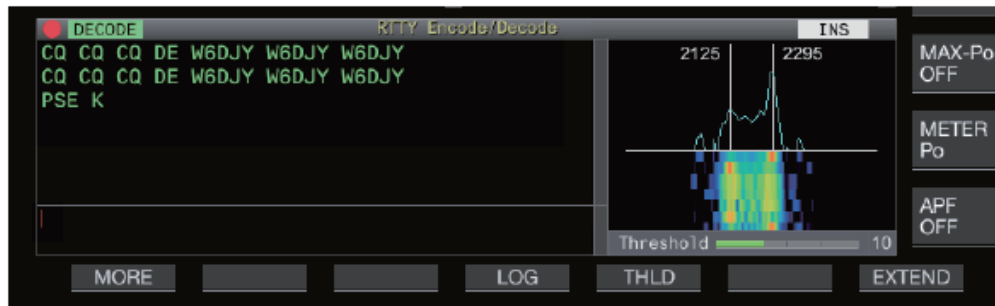 DECODE RTTY Encode/Decode INS
CQ CQ CQ DE W6DJY W6DJY W6DJY
CQ CQ CQ DE W6DJY W6DJY W6DJY
PSE K
2125 2295
Threshold 10
MAX-Po
OFF
METER
Po
APF
OFF
MORE LOG THLD EXTEND